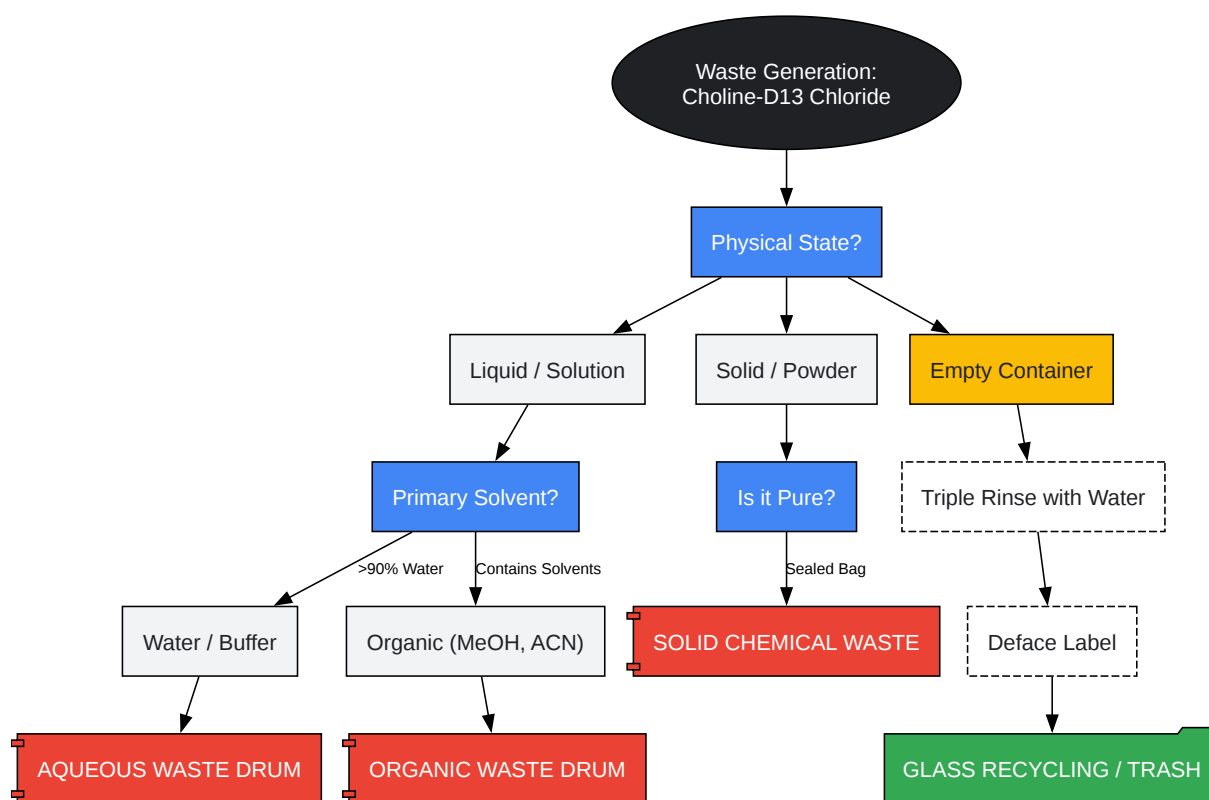 Waste Generation:
Choline-D13 Chloride
Physical State?
Liquid / Solution
Solid / Powder
Empty Container
Primary Solvent?
Is it Pure?
Triple Rinse with Water
>90% Water
Contains Solvents
Sealed Bag
Water / Buffer
Organic (MeOH, ACN)
SOLID CHEMICAL WASTE
Deface Label
AQUEOUS WASTE DRUM
ORGANIC WASTE DRUM
GLASS RECYCLING / TRASH